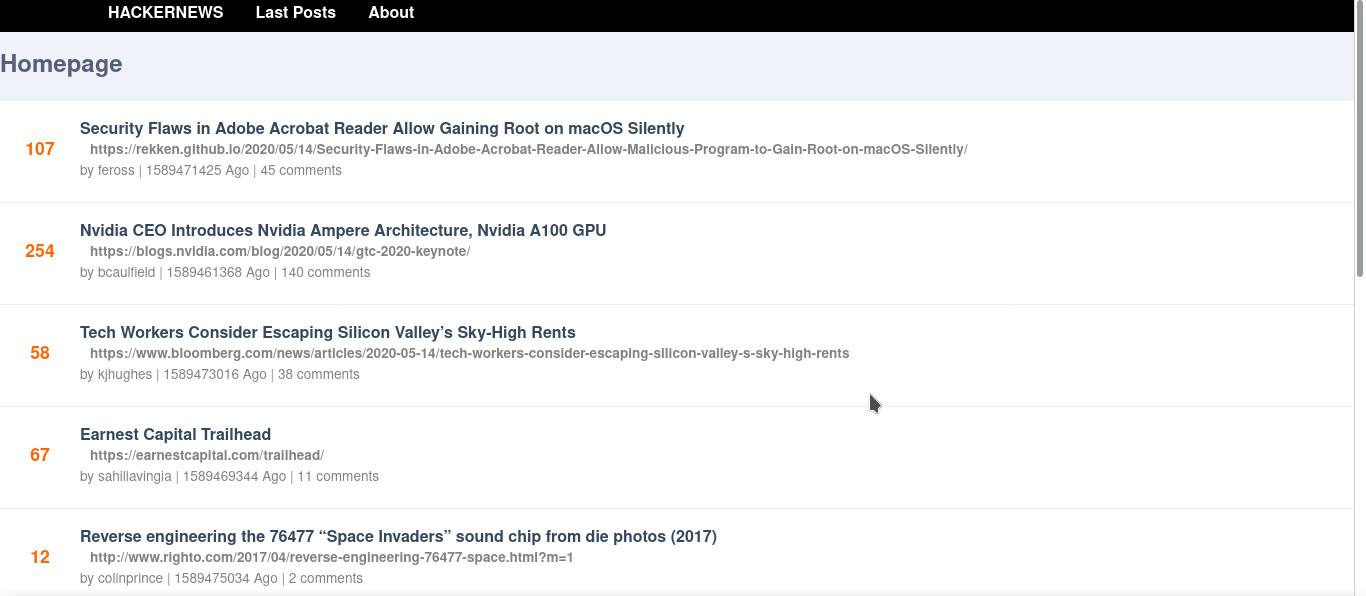 HACKERNEWS Last Posts About
Homepage
Security Flaws in Adobe Acrobat Reader Allow Gaining Root on macOS Silently
107
https://rekken.github.io/2020/05/14/Security-Flaws-in-Adobe-Acrobat-Reader-Allow-Malicious-Program-to-Gain-Root-on-macOS-Silently/
by feross | 1589471425 Ago | 45 comments
Nvidia CEO Introduces Nvidia Ampere Architecture, Nvidia A100 GPU
254
https://blogs.nvidia.com/blog/2020/05/14/gtc-2020-keynote/
by bcaulfield | 1589461368 Ago | 140 comments
Tech Workers Consider Escaping Silicon Valley’s Sky-High Rents
58
https://www.bloomberg.com/news/articles/2020-05-14/tech-workers-consider-escaping-silicon-valley-s-sky-high-rents
by kjhughes | 1589473016 Ago | 38 comments
Earnest Capital Trailhead
67
https://earnestcapital.com/trailhead/
by sahillavingia | 1589469344 Ago | 11 comments
Reverse engineering the 76477 “Space Invaders” sound chip from die photos (2017)
12
http://www.righto.com/2017/04/reverse-engineering-76477-space.html?m=1
by colinprince | 1589475034 Ago | 2 comments